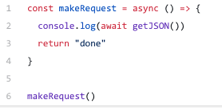 1 const makeRequest = async () => {
2   console.log(await getJSON())
3   return "done"
4 }
5
6 makeRequest()